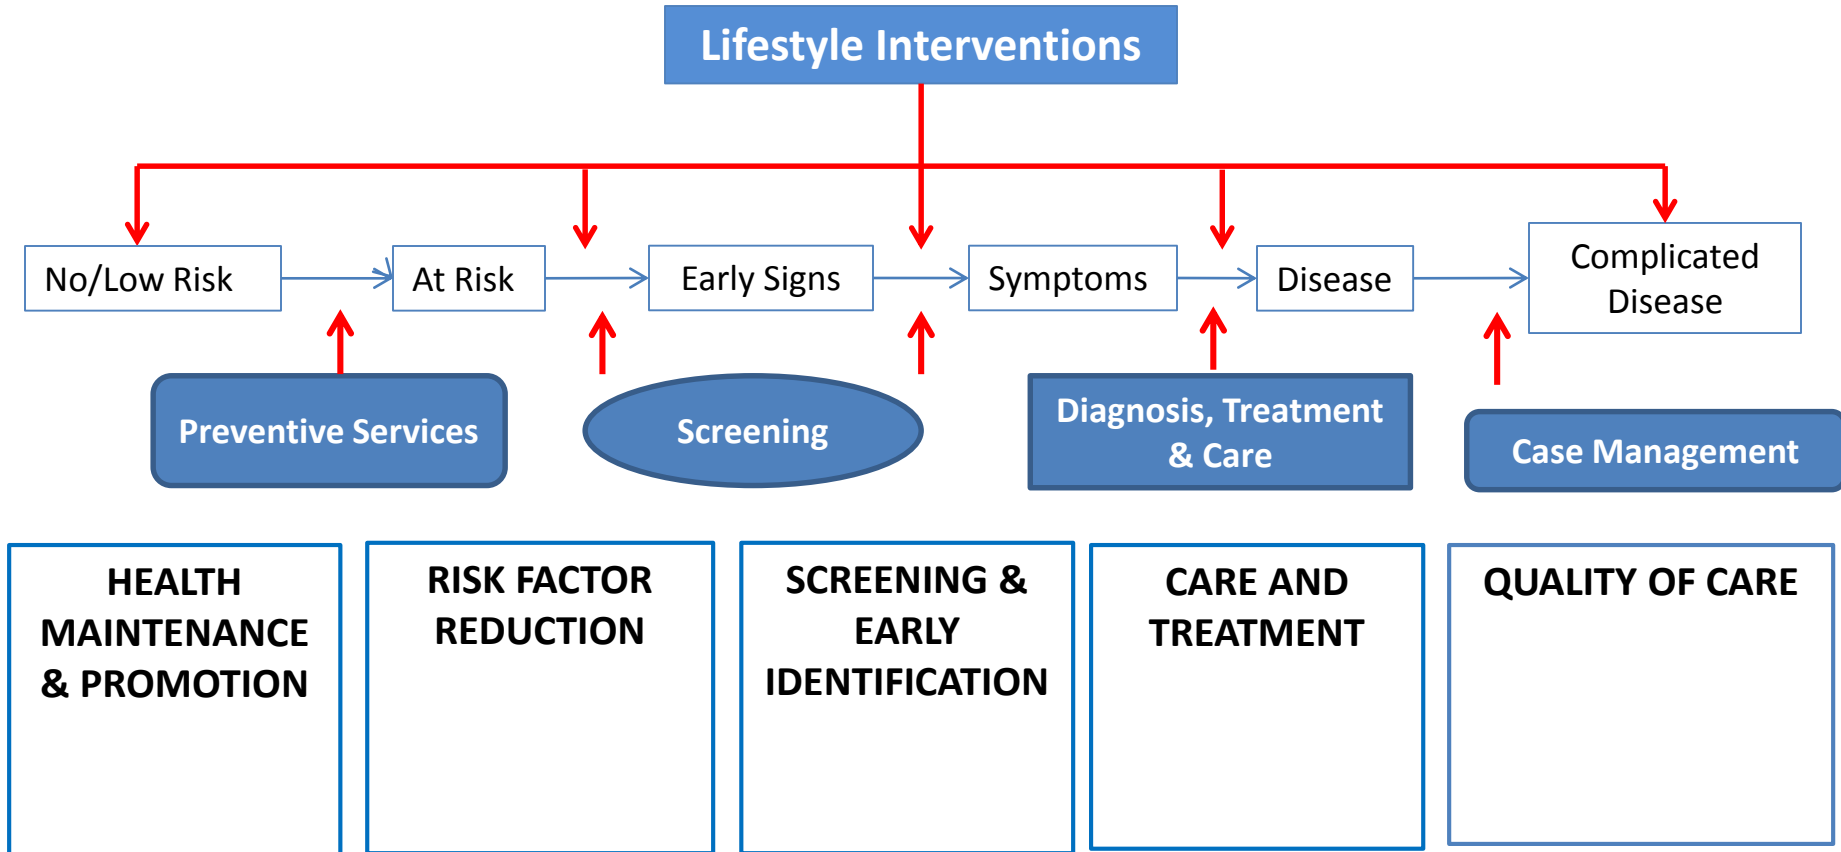 Lifestyle Interventions
No/Low Risk
At Risk
Early Signs
Symptoms
Disease
Complicated
Disease
Preventive Services
Screening
Diagnosis, Treatment
& Care
Case Management
HEALTH
MAINTENANCE
& PROMOTION
RISK FACTOR
REDUCTION
SCREENING &
EARLY
IDENTIFICATION
CARE AND
TREATMENT
QUALITY OF CARE